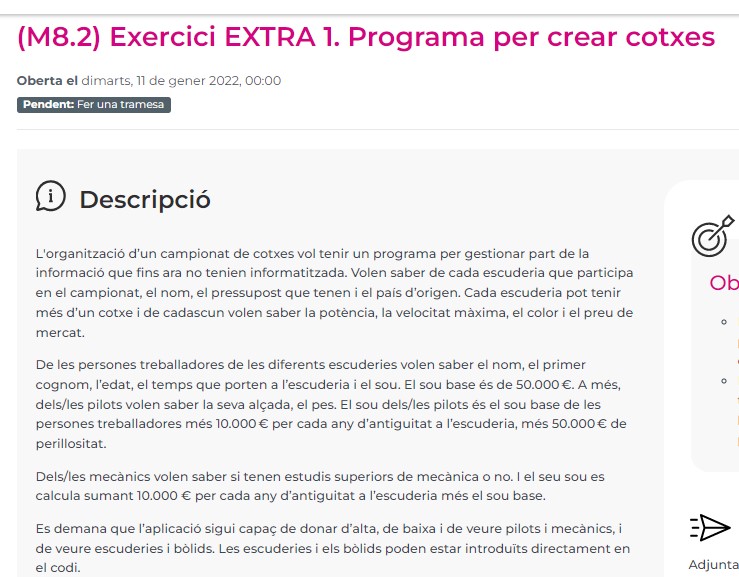 (M8.2) Exercici EXTRA 1. Programa per crear cotxes
Oberta el dimarts, 11 de gener 2022, 00:00
Pendent: Fer una tramesa
Descripció
L'organització d'un campionat de cotxes vol tenir un programa per gestionar part de la
informació que fins ara no tenien informatitzada. Volen saber de cada escuderia que participa
en el campionat, el nom, el pressupost que tenen i el país d'origen. Cada escuderia pot tenir
més d'un cotxe i de cadascun volen saber la potència, la velocitat màxima, el color i el preu de
mercat.
De les persones treballadores de les diferents escuderies volen saber el nom, el primer
cognom, l'edat, el temps que porten a l'escuderia i el sou. El sou base és de 50.000 €. A més,
dels/les pilots volen saber la seva alçada, el pes. El sou dels/les pilots és el sou base de les
persones treballadores més 10.000 € per cada any d'antiguitat a l'escuderia, més 50.000 € de
perillositat.
Dels/les mecànics volen saber si tenen estudis superiors de mecànica o no. I el seu sou es
calcula sumant 10.000 € per cada any d'antiguitat a l'escuderia més el sou base.
Es demana que l'aplicació sigui capaç de donar d'alta, de baixa i de veure pilots i mecànics, i
de veure escuderies i bòlids. Les escuderies i els bòlids poden estar introduïts directament en
el codi.
Ob
Adjunta